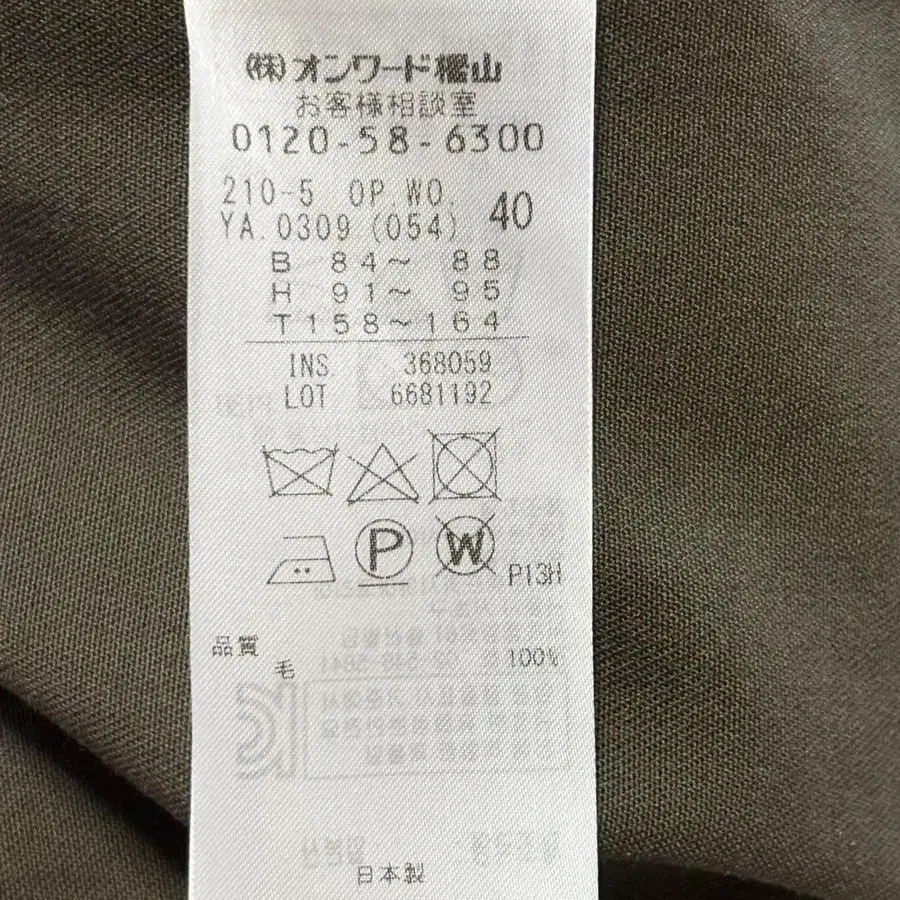 ㈱オンワード樫山
お客様相談室
0120-58-6300
210-5 OP.WO.
YA.0309 (054) 40
B 84～ 88
H 91～ 95
T158～164
INS 368059
LOT 6681192
P W P13H
品質
毛 100%
日本製